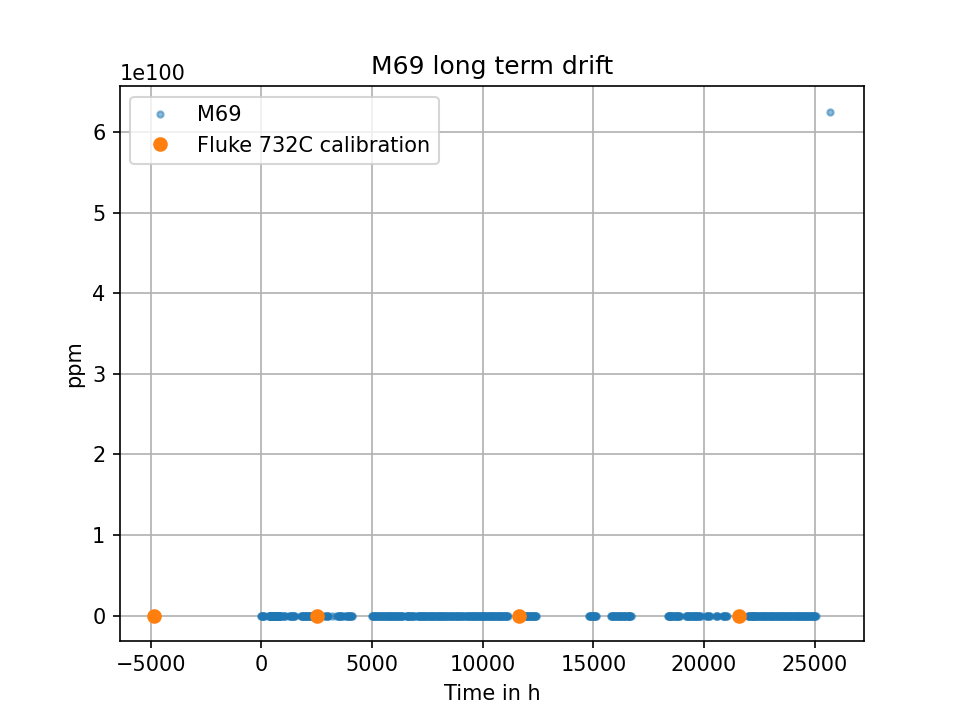 M69 long term drift
1e100
M69
Fluke 732C calibration
6
5
4
3
2
1
0
ppm
−5000 0 5000 10000 15000 20000 25000
Time in h